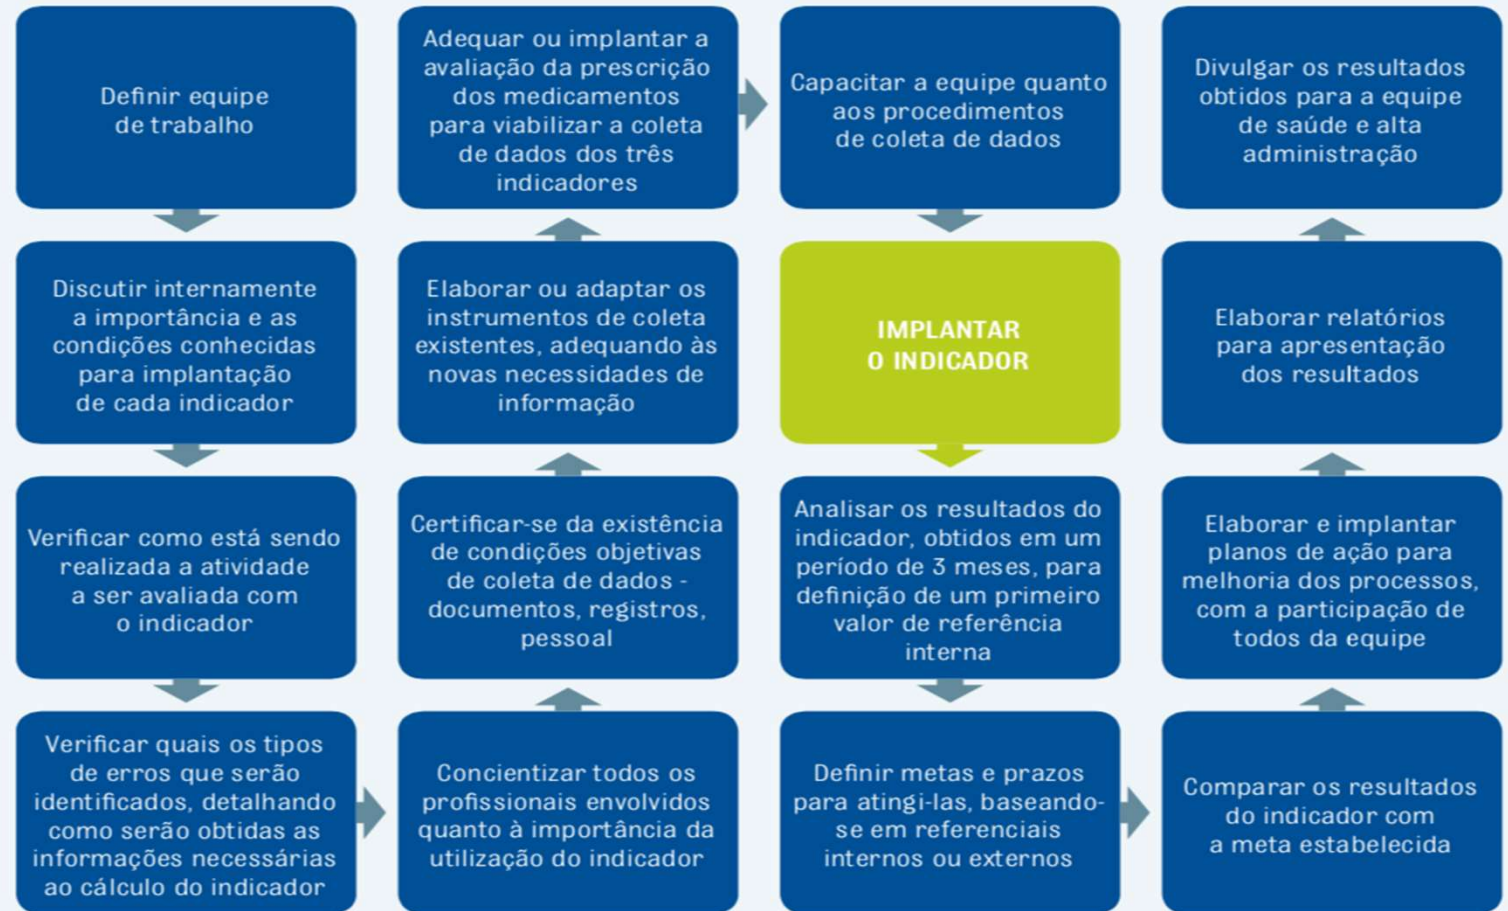 Definir equipe
de trabalho
Discutir internamente
a importância e as
condições conhecidas
para implantação
de cada indicador
Verificar como está sendo
realizada a atividade
a ser avaliada com
o indicador
Verificar quais os tipos
de erros que serão
identificados, detalhando
como serão obtidas as
informações necessárias
ao cálculo do indicador
Concientizar todos os
profissionais envolvidos
quanto à importância da
utilização do indicador
Certificar-se da existência
de condições objetivas
de coleta de dados -
documentos, registros,
pessoal
Elaborar ou adaptar os
instrumentos de coleta
existentes, adequando às
novas necessidades de
informação
Adequar ou implantar a
avaliação da prescrição
dos medicamentos
para viabilizar a coleta
de dados dos três
indicadores
Capacitar a equipe quanto
aos procedimentos
de coleta de dados
IMPLANTAR
O INDICADOR
Analisar os resultados do
indicador, obtidos em um
período de 3 meses, para
definição de um primeiro
valor de referência
interna
Definir metas e prazos
para atingi-las, baseando-
se em referenciais
internos ou externos
Comparar os resultados
do indicador com
a meta estabelecida
Elaborar e implantar
planos de ação para
melhoria dos processos,
com a participação de
todos da equipe
Elaborar relatórios
para apresentação
dos resultados
Divulgar os resultados
obtidos para a equipe
de saúde e alta
administração